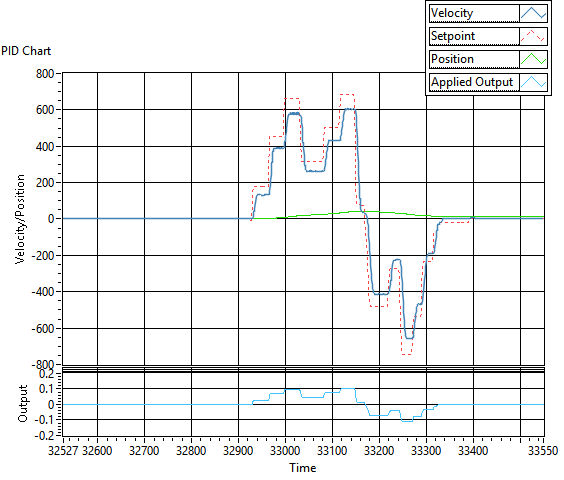 Velocity
Setpoint
Position
Applied Output
PID Chart
800
600
400
200
0
-200
-400
-600
-800
Velocity/Position
0.2
0.1
0
-0.1
-0.2
Output
32527 32600 32700 32800 32900 33000 33100 33200 33300 33400 33550
Time